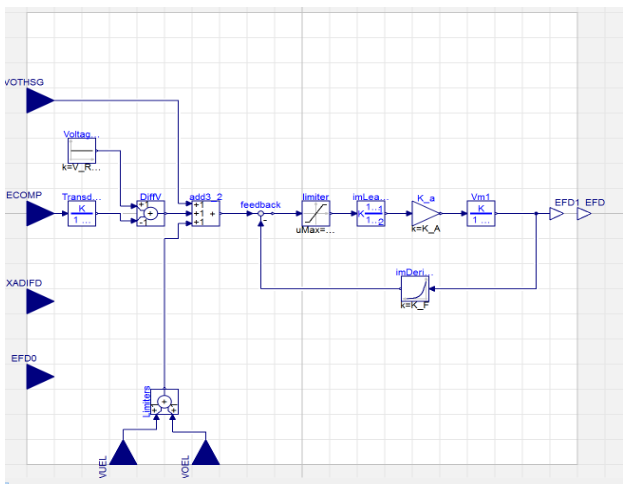 VOTHSG
Voltag...
k=V_R...
ECOMP
Transd...
K
1 ...
DiffV
+1
-1
+
add3_2
+1
+1
+1
+
feedback
-
limiter
uMax=...
imLea...
K
1...
1...2
K_a
k=K_A
Vm1
K
1 ...
EFD1
EFD
imDeri...
k=K_F
XADIFD
EFD0
Limiters
+
VUEL
VOEL